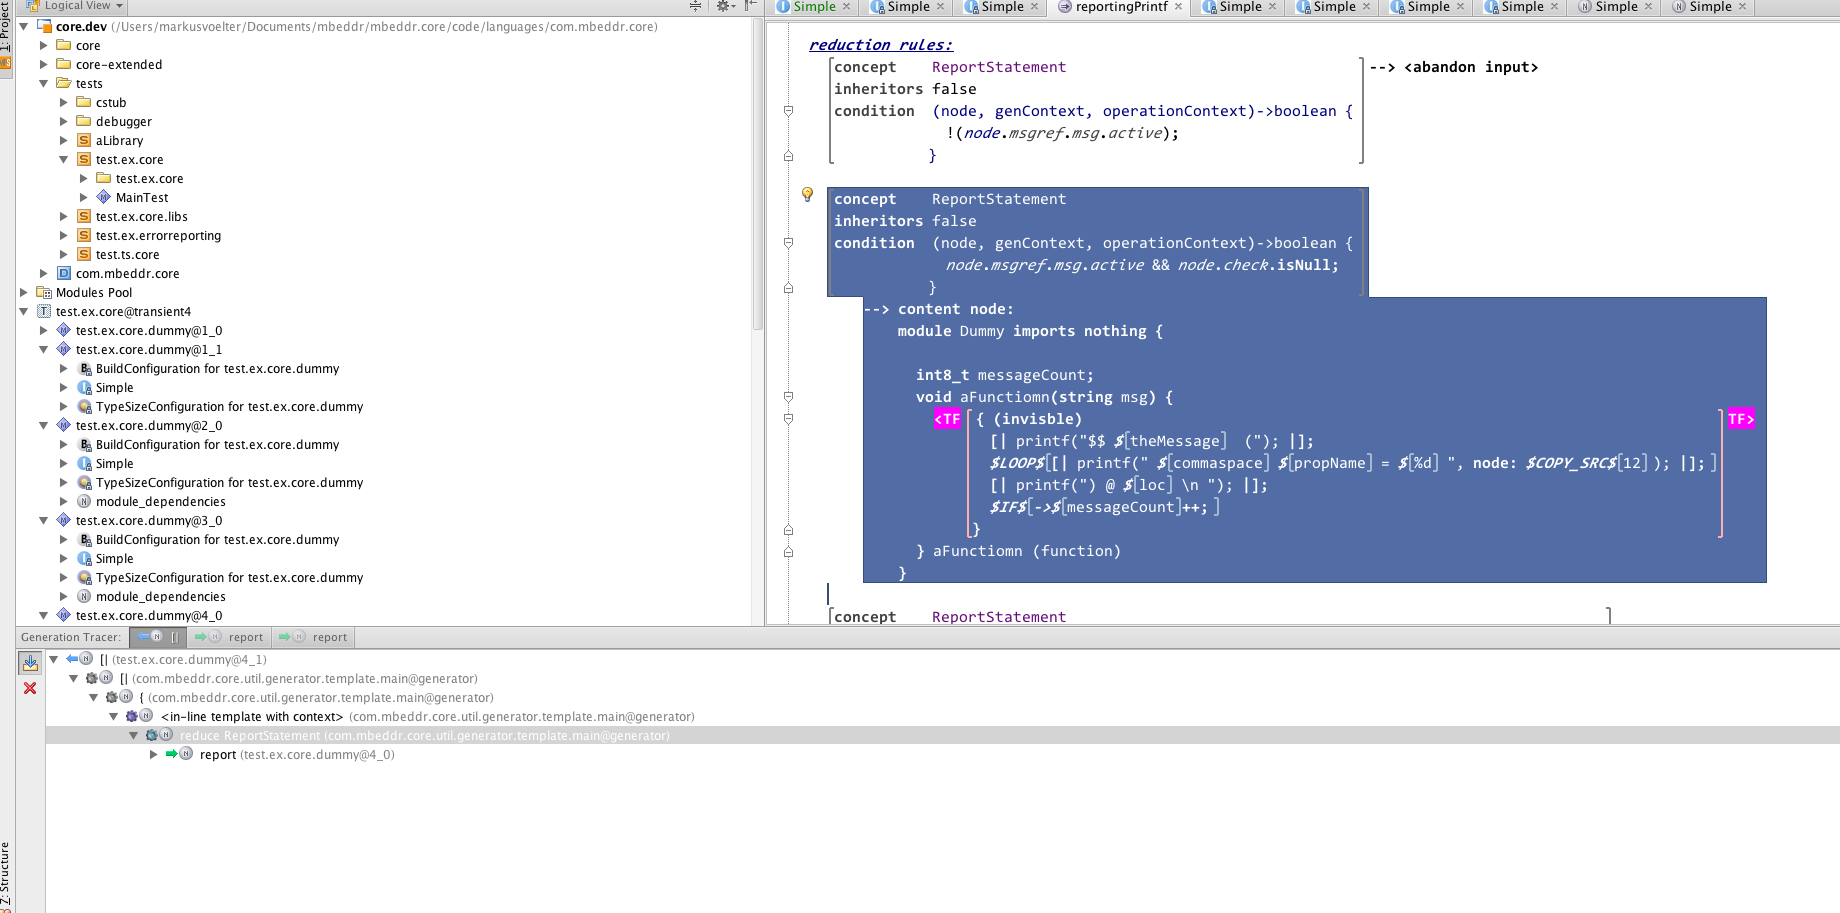 Logical View
Simple
Simple
Simple
reportingPrintf
Simple
Simple
Simple
Simple
Simple
Simple
1: Project
core.dev (/Users/markusvoelter/Documents/mbeddr/mbeddr.core/code/languages/com.mbeddr.core)
core
core-extended
tests
cstub
debugger
aLibrary
test.ex.core
test.ex.core
MainTest
test.ex.core.libs
test.ex.errorreporting
test.ts.core
com.mbeddr.core
Modules Pool
test.ex.core@transient4
test.ex.core.dummy@1_0
test.ex.core.dummy@1_1
BuildConfiguration for test.ex.core.dummy
Simple
TypeSizeConfiguration for test.ex.core.dummy
test.ex.core.dummy@2_0
BuildConfiguration for test.ex.core.dummy
Simple
TypeSizeConfiguration for test.ex.core.dummy
module_dependencies
test.ex.core.dummy@3_0
BuildConfiguration for test.ex.core.dummy
Simple
TypeSizeConfiguration for test.ex.core.dummy
module_dependencies
test.ex.core.dummy@4_0
reduction rules:
concept ReportStatement --> <abandon input>
inheritors false
condition (node, genContext, operationContext)->boolean {
!(node.msgref.msg.active);
}
concept ReportStatement
inheritors false
condition (node, genContext, operationContext)->boolean {
node.msgref.msg.active && node.check.isNull;
}
--> content node:
module Dummy imports nothing {
int8_t messageCount;
void aFunctiomn(string msg) {
<TF [ { (invisble) ] TF>
[| printf("$$ $[theMessage] ("); |];
$LOOP$[[| printf(" $[commaspace] $[propName] = $[%d] ", node: $COPY_SRC$[12] ); |]; ]
[| printf(") @ $[loc] \n "); |];
$IF$[->$[messageCount]++; ]
}
} aFunctiomn (function)
}
concept ReportStatement
Generation Tracer: [| report report
[| (test.ex.core.dummy@4_1)
[| (com.mbeddr.core.util.generator.template.main@generator)
{ (com.mbeddr.core.util.generator.template.main@generator)
<in-line template with context> (com.mbeddr.core.util.generator.template.main@generator)
reduce ReportStatement (com.mbeddr.core.util.generator.template.main@generator)
report (test.ex.core.dummy@4_0)
7: Structure